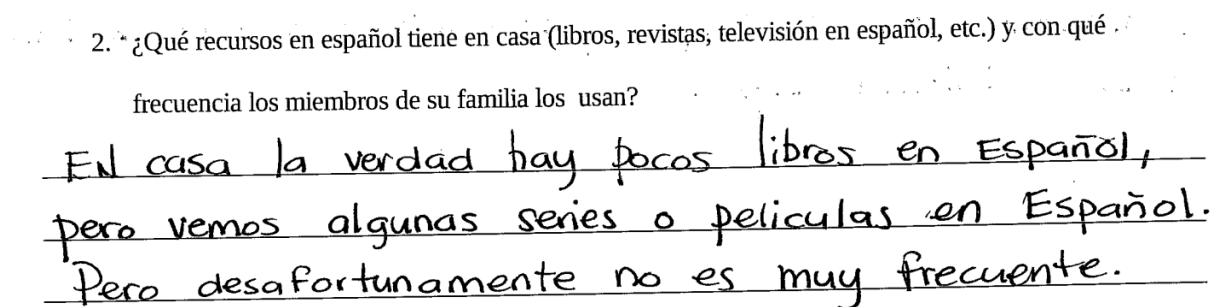 2. ¿Qué recursos en español tiene en casa (libros, revistas, televisión en español, etc.) y con qué
frecuencia los miembros de su familia los usan?
EN casa la verdad hay pocos libros en Español,
pero vemos algunas series o peliculas en Español.
Pero desafortunamente no es muy frecuente.